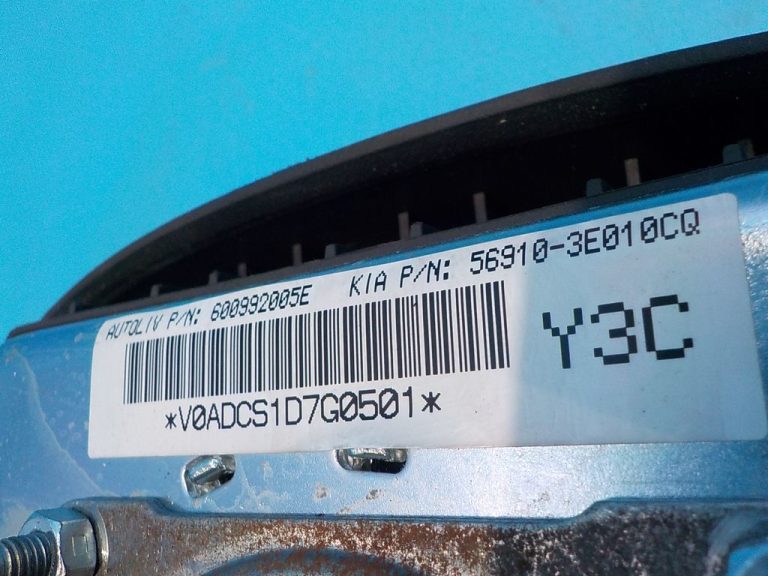 AUTOLIV P/N: 600992005E KIA P/N: 56910-3E010CQ
*V0ADCS1D7G0501*
Y3C